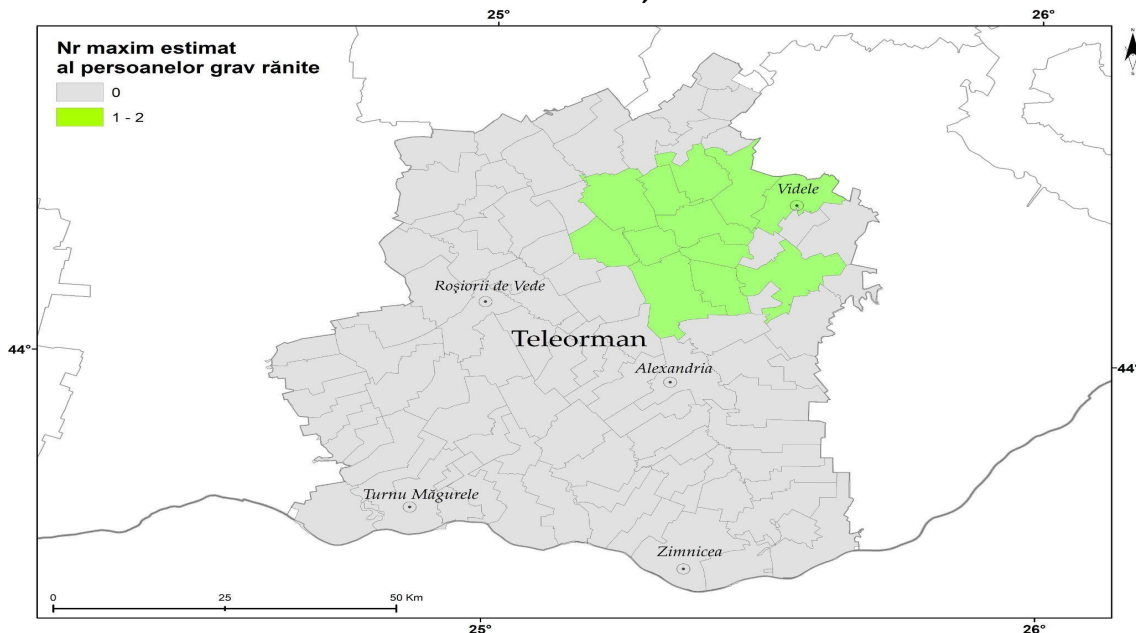 25°
26°
Nr maxim estimat
al persoanelor grav rănite
0
1 - 2
N
S
Videle
Roșiorii de Vede
Teleorman
44°
44°
Alexandria
Turnu Măgurele
Zimnicea
0
25
50 Km
25°
26°